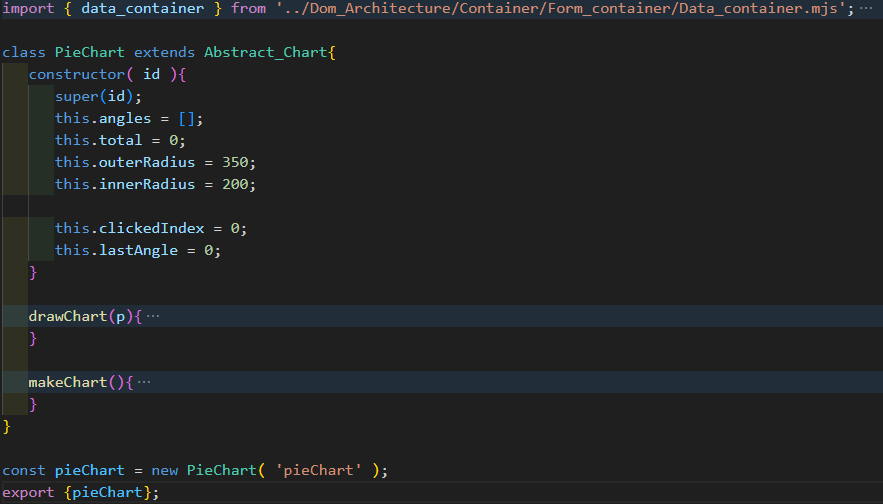 import { data_container } from '../Dom_Architecture/Container/Form_container/Data_container.mjs';⋯
class PieChart extends Abstract_Chart{
    constructor( id ){
        super(id);
        this.angles = [];
        this.total = 0;
        this.outerRadius = 350;
        this.innerRadius = 200;

        this.clickedIndex = 0;
        this.lastAngle = 0;
    }

    drawChart(p){⋯
    }

    makeChart(){⋯
    }
}

const pieChart = new PieChart( 'pieChart' );
export {pieChart};